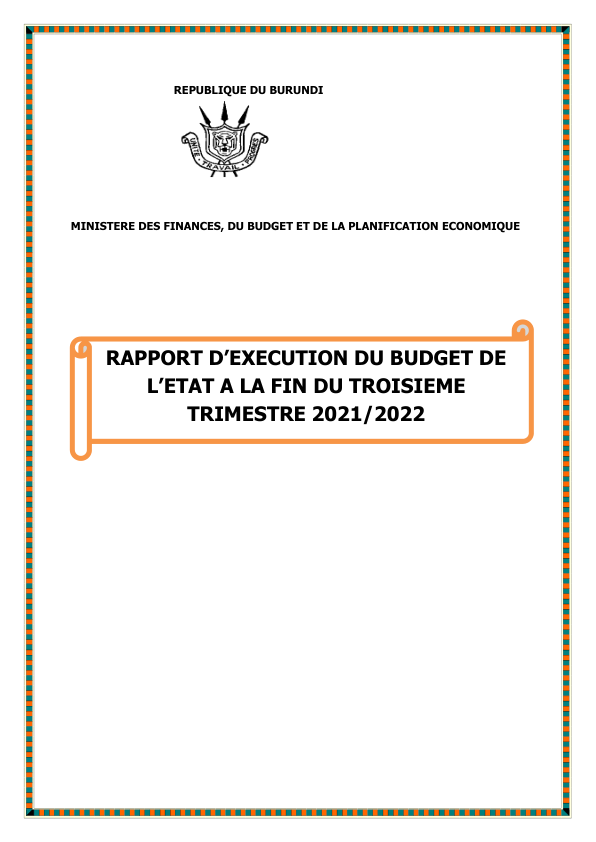 REPUBLIQUE DU BURUNDI
UNITE - TRAVAIL - PROGRES
MINISTERE DES FINANCES, DU BUDGET ET DE LA PLANIFICATION ECONOMIQUE
RAPPORT D’EXECUTION DU BUDGET DE
L’ETAT A LA FIN DU TROISIEME
TRIMESTRE 2021/2022